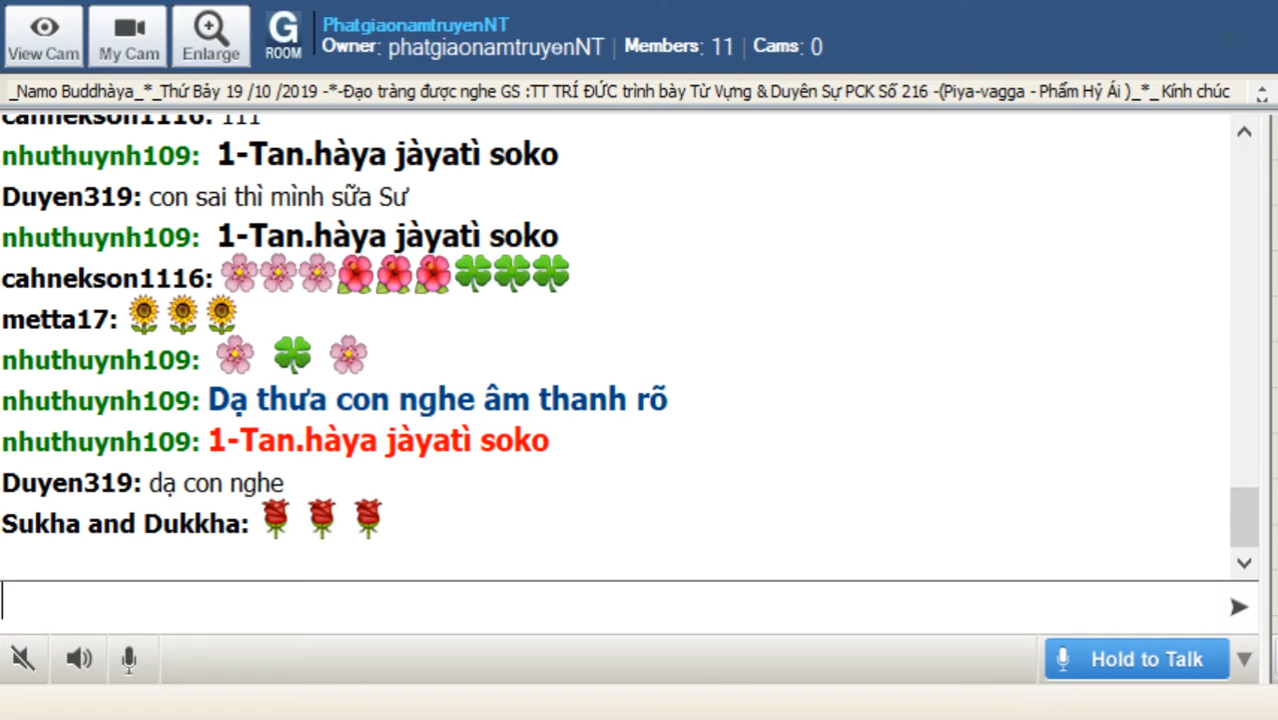 View Cam
My Cam
Enlarge
G
ROOM
PhatgiaonamtruyenNT
Owner: phatgiaonamtruyenNT | Members: 11 | Cams: 0
_Namo Buddhàya_*_Thứ Bảy 19 /10 /2019 -*-Đạo tràng được nghe GS :TT TRÍ ĐỨC trình bày Từ Vựng & Duyên Sự PCK Số 216 -(Piya-vagga - Phẩm Hỷ Ái )_*_ Kính chúc
cahnekson1116: 111
nhuthuynh109: 1-Tan.hàya jàyatì soko
Duyen319: con sai thì mình sữa Sư
nhuthuynh109: 1-Tan.hàya jàyatì soko
cahnekson1116:
metta17:
nhuthuynh109:
nhuthuynh109: Dạ thưa con nghe âm thanh rõ
nhuthuynh109: 1-Tan.hàya jàyatì soko
Duyen319: dạ con nghe
Sukha and Dukkha:
Hold to Talk